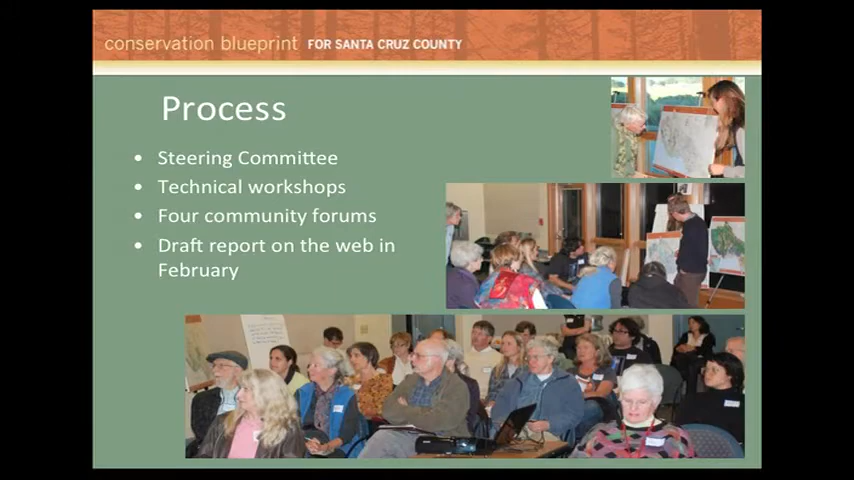 conservation blueprint FOR SANTA CRUZ COUNTY
Process
• Steering Committee
• Technical workshops
• Four community forums
• Draft report on the web in
February